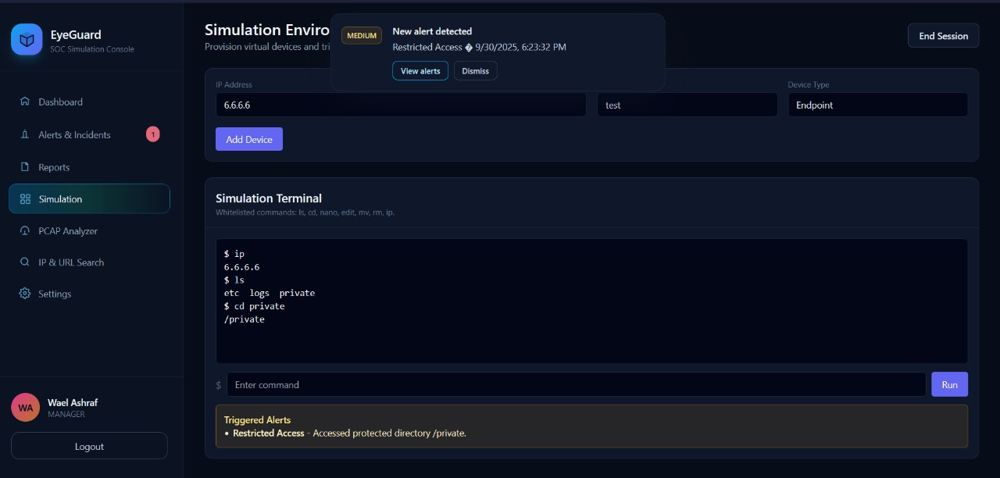 EyeGuard
SOC Simulation Console
Dashboard
Alerts & Incidents
1
Reports
Simulation
PCAP Analyzer
IP & URL Search
Settings
WA
Wael Ashraf
MANAGER
Logout
Simulation Enviro
Provision virtual devices and tri
MEDIUM
New alert detected
Restricted Access � 9/30/2025, 6:23:32 PM
View alerts
Dismiss
End Session
IP Address
Device Type
6.6.6.6
test
Endpoint
Add Device
Simulation Terminal
Whitelisted commands: ls, cd, nano, edit, mv, rm, ip.
$ ip
6.6.6.6
$ ls
etc logs private
$ cd private
/private
$
Enter command
Run
Triggered Alerts
• Restricted Access - Accessed protected directory /private.